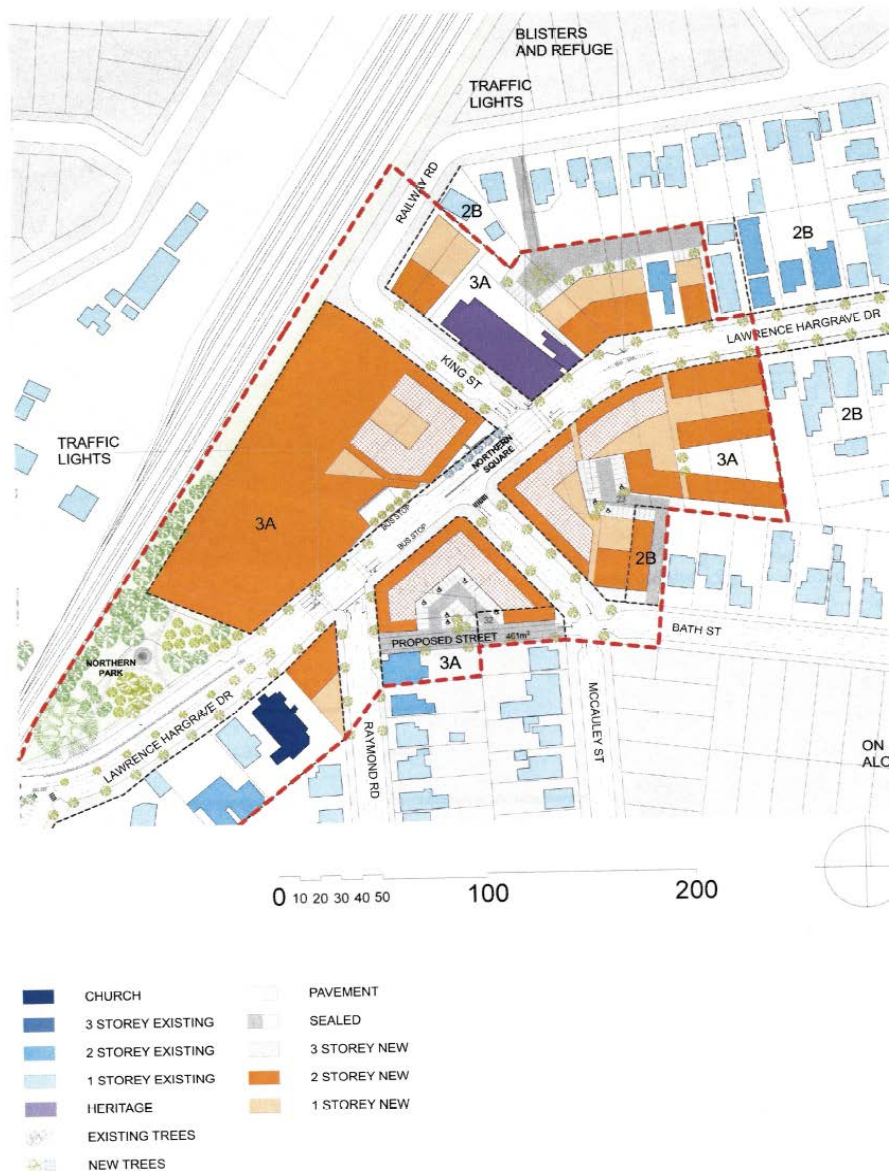 BLISTERS
AND REFUGE
TRAFFIC
LIGHTS
RAILWAY RD
2B
2B
3A
LAWRENCE HARGRAVE DR
KING ST
2B
TRAFFIC
LIGHTS
NORTHERN
SQUARE
3A
3A
BUS STOP
BUS STOP
23
2B
32
PROPOSED STREET 461m²
BATH ST
3A
NORTHERN
PARK
LAWRENCE HARGRAVE DR
RAYMOND RD
MCCAULEY ST
ON
ALO
0 10 20 30 40 50 100 200
CHURCH
3 STOREY EXISTING
2 STOREY EXISTING
1 STOREY EXISTING
HERITAGE
EXISTING TREES
NEW TREES
PAVEMENT
SEALED
3 STOREY NEW
2 STOREY NEW
1 STOREY NEW